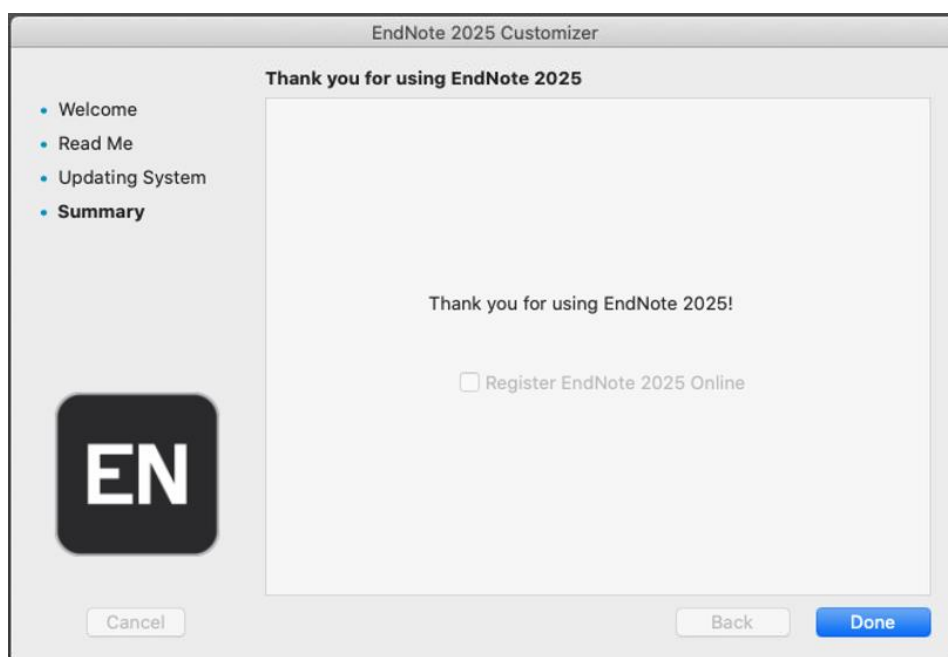 EndNote 2025 Customizer
Thank you for using EndNote 2025
Welcome
Read Me
Updating System
Summary
Thank you for using EndNote 2025!
Register EndNote 2025 Online
EN
Cancel
Back
Done